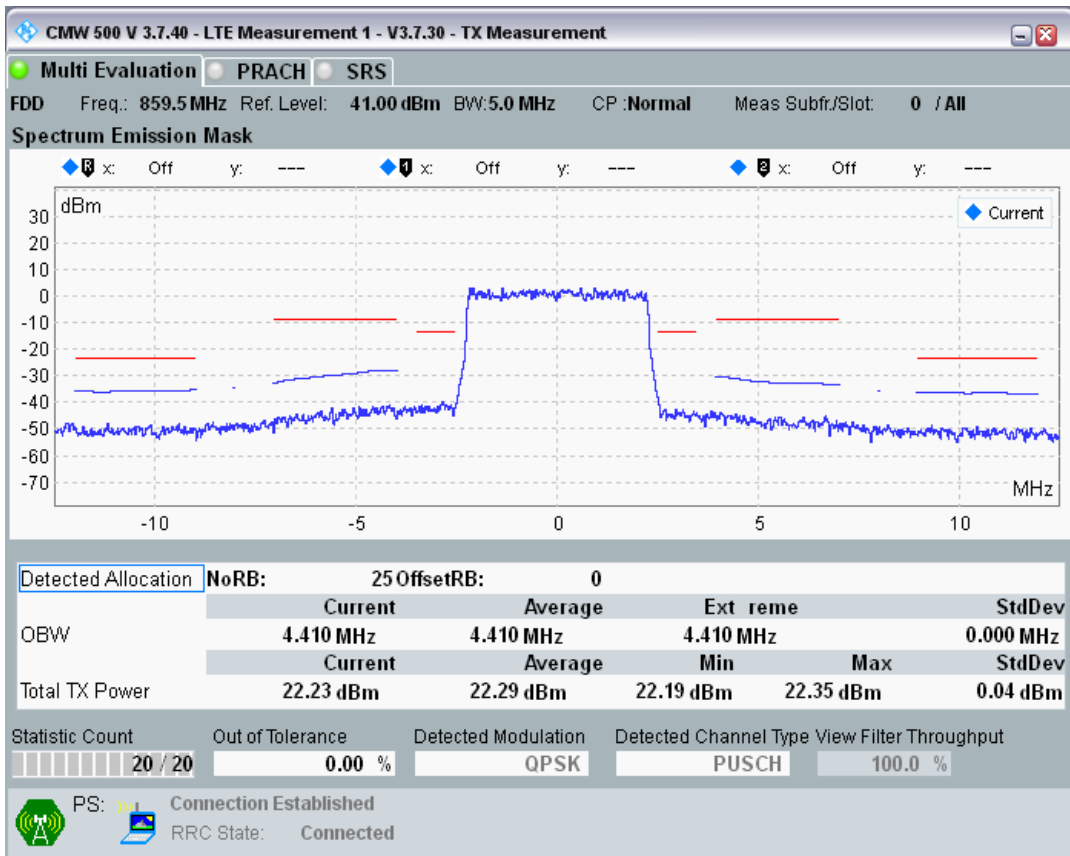 CMW 500 V 3.7.40 - LTE Measurement 1 - V3.7.30 - TX Measurement
Multi Evaluation PRACH SRS
FDD Freq.: 859.5 MHz Ref. Level: 41.00 dBm BW:5.0 MHz CP :Normal Meas Subfr./Slot: 0 / All
Spectrum Emission Mask
R x: Off y: --- 1 x: Off y: --- 2 x: Off y: ---
dBm
Current
30
20
10
0
-10
-20
-30
-40
-50
-60
-70
MHz
-10 -5 0 5 10
Detected Allocation NoRB: 25 OffsetRB: 0
Current Average Ext reme StdDev
OBW 4.410 MHz 4.410 MHz 4.410 MHz 0.000 MHz
Current Average Min Max StdDev
Total TX Power 22.23 dBm 22.29 dBm 22.19 dBm 22.35 dBm 0.04 dBm
Statistic Count Out of Tolerance Detected Modulation Detected Channel Type View Filter Throughput
20 / 20 0.00 % QPSK PUSCH 100.0 %
PS: Connection Established
RRC State: Connected